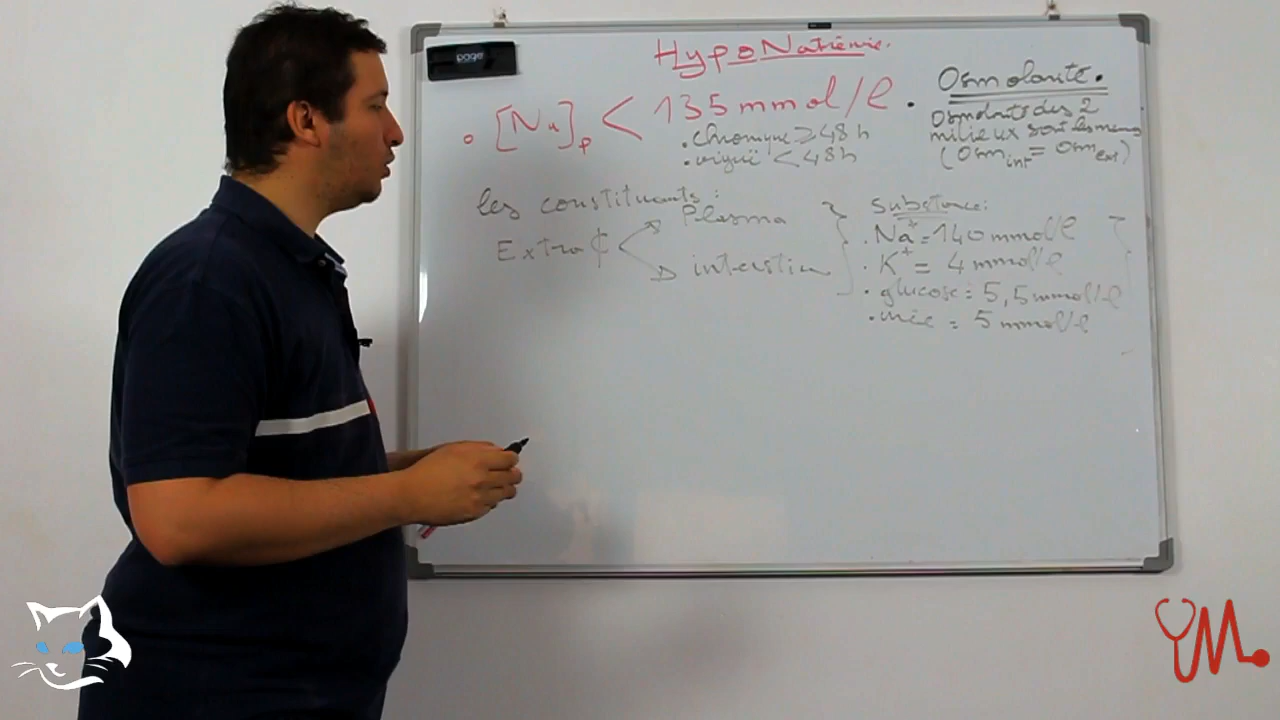 page
HypoNatrémie.
• [Na]p < 135 mmol/l
• chronique ≥ 48 h
• aiguë < 48 h
• Osmolarité.
Osmolarité des 2
milieux sont les mêmes
(Osm int = Osm ext)
les constituants :
Extra ¢
Plasma
interstitium
Substance :
• Na⁺ = 140 mmol/l
• K⁺ = 4 mmol/l
• glucose : 5,5 mmol/l
• urée = 5 mmol/l
YM